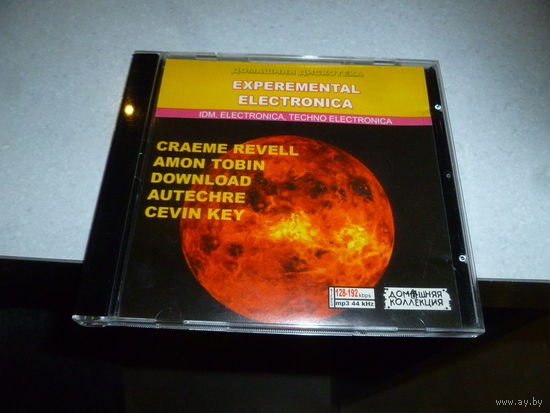 ДОМАШНЯЯ ДИСКОТЕКА
EXPEREMENTAL
ELECTRONICA
IDM, ELECTRONICA, TECHNO ELECTRONICA
CRAEME REVELL
AMON TOBIN
DOWNLOAD
AUTECHRE
CEVIN KEY
128-192 kbps
mp3 44 kHz
ДОМАШНЯЯ
КОЛЛЕКЦИЯ
www.ay.by